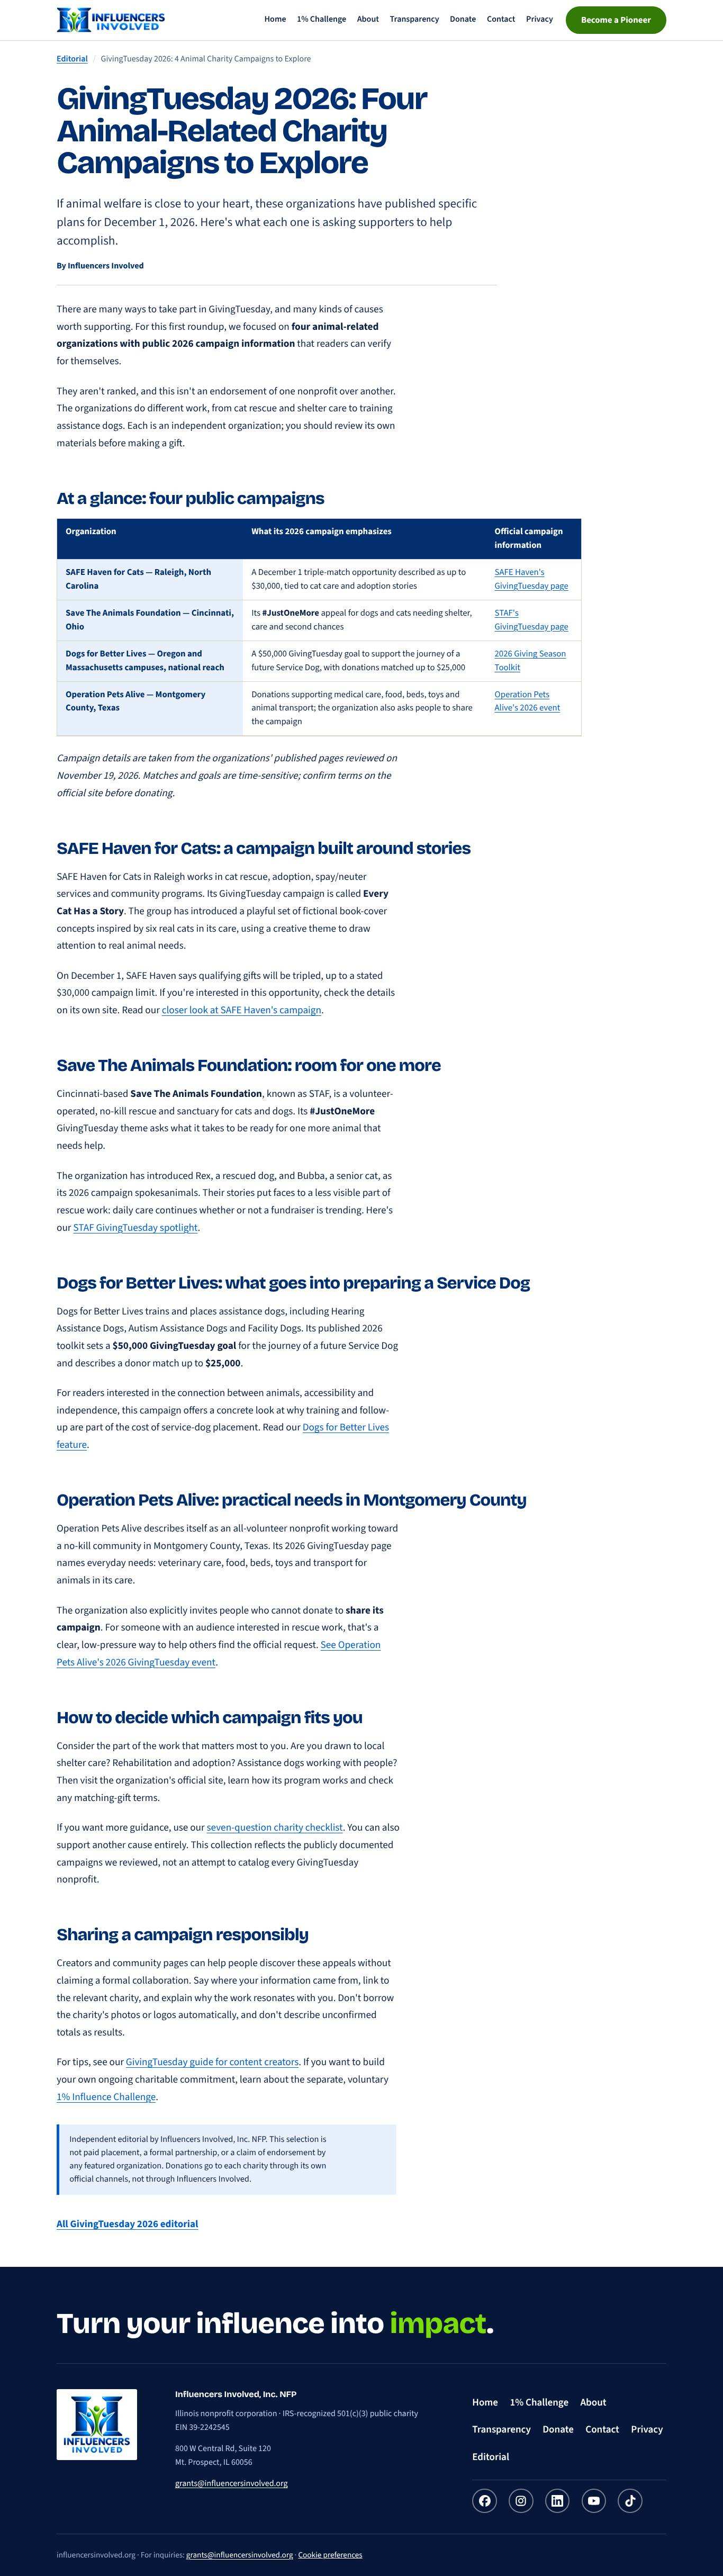 INFLUENCERS
INVOLVED
Home 1% Challenge About Transparency Donate Contact Privacy Become a Pioneer
Editorial / GivingTuesday 2026: 4 Animal Charity Campaigns to Explore
GivingTuesday 2026: Four
Animal-Related Charity
Campaigns to Explore
If animal welfare is close to your heart, these organizations have published specific
plans for December 1, 2026. Here's what each one is asking supporters to help
accomplish.
By Influencers Involved
There are many ways to take part in GivingTuesday, and many kinds of causes
worth supporting. For this first roundup, we focused on four animal-related
organizations with public 2026 campaign information that readers can verify
for themselves.
They aren't ranked, and this isn't an endorsement of one nonprofit over another.
The organizations do different work, from cat rescue and shelter care to training
assistance dogs. Each is an independent organization; you should review its own
materials before making a gift.
At a glance: four public campaigns
Organization What its 2026 campaign emphasizes Official campaign
information
SAFE Haven for Cats — Raleigh, North A December 1 triple-match opportunity described as up to SAFE Haven's
Carolina $30,000, tied to cat care and adoption stories GivingTuesday page
Save The Animals Foundation — Cincinnati, Its #JustOneMore appeal for dogs and cats needing shelter, STAF's
Ohio care and second chances GivingTuesday page
Dogs for Better Lives — Oregon and A $50,000 GivingTuesday goal to support the journey of a 2026 Giving Season
Massachusetts campuses, national reach future Service Dog, with donations matched up to $25,000 Toolkit
Operation Pets Alive — Montgomery Donations supporting medical care, food, beds, toys and Operation Pets
County, Texas animal transport; the organization also asks people to share Alive's 2026 event
the campaign
Campaign details are taken from the organizations' published pages reviewed on
November 19, 2026. Matches and goals are time-sensitive; confirm terms on the
official site before donating.
SAFE Haven for Cats: a campaign built around stories
SAFE Haven for Cats in Raleigh works in cat rescue, adoption, spay/neuter
services and community programs. Its GivingTuesday campaign is called Every
Cat Has a Story. The group has introduced a playful set of fictional book-cover
concepts inspired by six real cats in its care, using a creative theme to draw
attention to real animal needs.
On December 1, SAFE Haven says qualifying gifts will be tripled, up to a stated
$30,000 campaign limit. If you're interested in this opportunity, check the details
on its own site. Read our closer look at SAFE Haven's campaign.
Save The Animals Foundation: room for one more
Cincinnati-based Save The Animals Foundation, known as STAF, is a volunteer-
operated, no-kill rescue and sanctuary for cats and dogs. Its #JustOneMore
GivingTuesday theme asks what it takes to be ready for one more animal that
needs help.
The organization has introduced Rex, a rescued dog, and Bubba, a senior cat, as
its 2026 campaign spokesanimals. Their stories put faces to a less visible part of
rescue work: daily care continues whether or not a fundraiser is trending. Here's
our STAF GivingTuesday spotlight.
Dogs for Better Lives: what goes into preparing a Service Dog
Dogs for Better Lives trains and places assistance dogs, including Hearing
Assistance Dogs, Autism Assistance Dogs and Facility Dogs. Its published 2026
toolkit sets a $50,000 GivingTuesday goal for the journey of a future Service Dog
and describes a donor match up to $25,000.
For readers interested in the connection between animals, accessibility and
independence, this campaign offers a concrete look at why training and follow-
up are part of the cost of service-dog placement. Read our Dogs for Better Lives
feature.
Operation Pets Alive: practical needs in Montgomery County
Operation Pets Alive describes itself as an all-volunteer nonprofit working toward
a no-kill community in Montgomery County, Texas. Its 2026 GivingTuesday page
names everyday needs: veterinary care, food, beds, toys and transport for
animals in its care.
The organization also explicitly invites people who cannot donate to share its
campaign. For someone with an audience interested in rescue work, that's a
clear, low-pressure way to help others find the official request. See Operation
Pets Alive's 2026 GivingTuesday event.
How to decide which campaign fits you
Consider the part of the work that matters most to you. Are you drawn to local
shelter care? Rehabilitation and adoption? Assistance dogs working with people?
Then visit the organization's official site, learn how its program works and check
any matching-gift terms.
If you want more guidance, use our seven-question charity checklist. You can also
support another cause entirely. This collection reflects the publicly documented
campaigns we reviewed, not an attempt to catalog every GivingTuesday
nonprofit.
Sharing a campaign responsibly
Creators and community pages can help people discover these appeals without
claiming a formal collaboration. Say where your information came from, link to
the relevant charity, and explain why the work resonates with you. Don't borrow
the charity's photos or logos automatically, and don't describe unconfirmed
totals as results.
For tips, see our GivingTuesday guide for content creators. If you want to build
your own ongoing charitable commitment, learn about the separate, voluntary
1% Influence Challenge.
Independent editorial by Influencers Involved, Inc. NFP. This selection is
not paid placement, a formal partnership, or a claim of endorsement by
any featured organization. Donations go to each charity through its own
official channels, not through Influencers Involved.
All GivingTuesday 2026 editorial
Turn your influence into impact.
INFLUENCERS
INVOLVED
Influencers Involved, Inc. NFP
Illinois nonprofit corporation · IRS-recognized 501(c)(3) public charity
EIN 39-2242545
800 W Central Rd, Suite 120
Mt. Prospect, IL 60056
grants@influencersinvolved.org
Home 1% Challenge About
Transparency Donate Contact Privacy
Editorial
influencersinvolved.org · For inquiries: grants@influencersinvolved.org · Cookie preferences